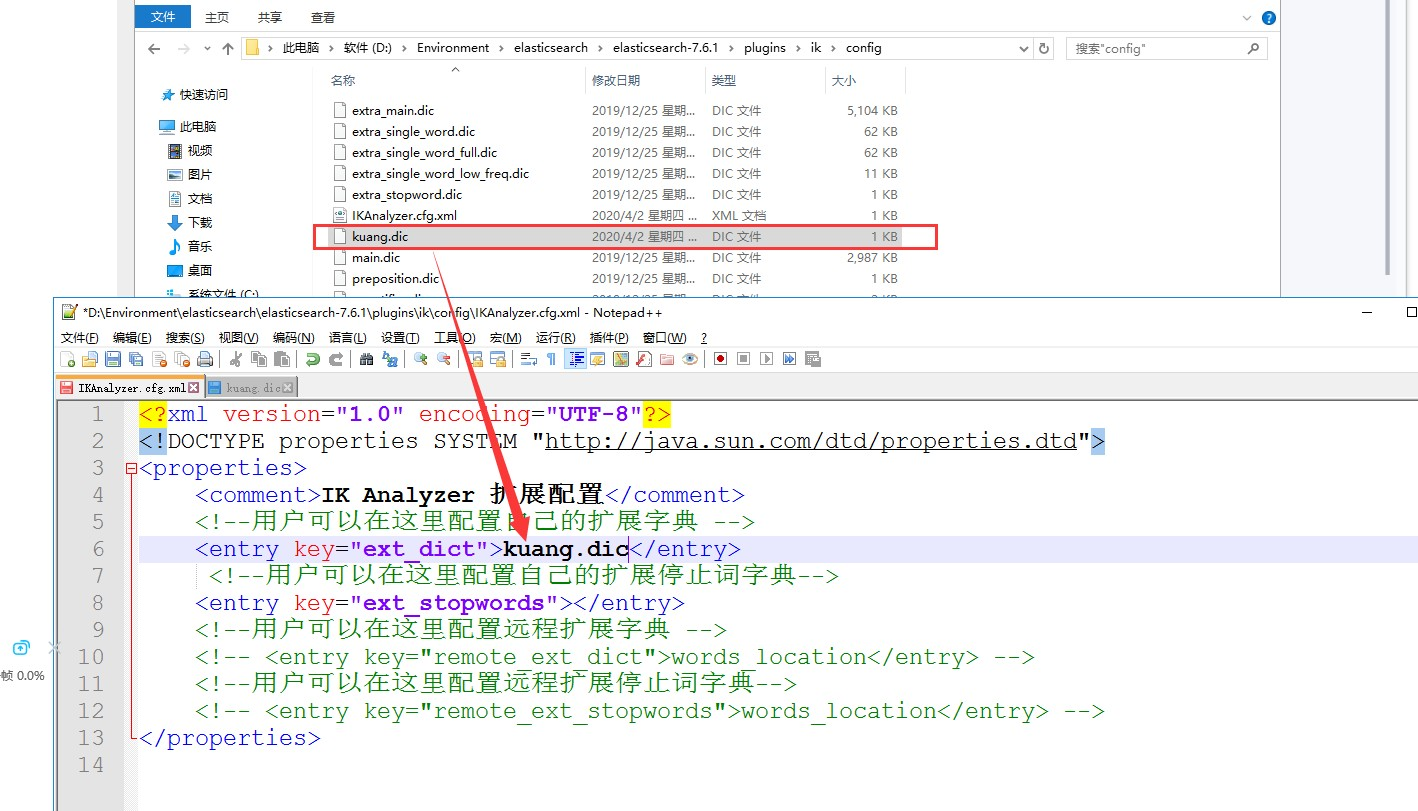 文件 主页 共享 查看
此电脑 > 软件 (D:) > Environment > elasticsearch > elasticsearch-7.6.1 > plugins > ik > config 搜索"config"
名称 修改日期 类型 大小
快速访问
此电脑
视频
图片
文档
下载
音乐
桌面
系统文件 (C:)
extra_main.dic 2019/12/25 星期... DIC 文件 5,104 KB
extra_single_word.dic 2019/12/25 星期... DIC 文件 62 KB
extra_single_word_full.dic 2019/12/25 星期... DIC 文件 62 KB
extra_single_word_low_freq.dic 2019/12/25 星期... DIC 文件 11 KB
extra_stopword.dic 2019/12/25 星期... DIC 文件 1 KB
IKAnalyzer.cfg.xml 2020/4/2 星期四 ... XML 文档 1 KB
kuang.dic 2020/4/2 星期四 ... DIC 文件 1 KB
main.dic 2019/12/25 星期... DIC 文件 2,987 KB
preposition.dic 2019/12/25 星期... DIC 文件 1 KB
*D:\Environment\elasticsearch\elasticsearch-7.6.1\plugins\ik\config\IKAnalyzer.cfg.xml - Notepad++
文件(F) 编辑(E) 搜索(S) 视图(V) 编码(N) 语言(L) 设置(T) 工具(O) 宏(M) 运行(R) 插件(P) 窗口(W) ?
IKAnalyzer.cfg.xml kuang.dic
1 <?xml version="1.0" encoding="UTF-8"?>
2 <!DOCTYPE properties SYSTEM "http://java.sun.com/dtd/properties.dtd">
3 <properties>
4 <comment>IK Analyzer 扩展配置</comment>
5 <!--用户可以在这里配置自己的扩展字典 -->
6 <entry key="ext_dict">kuang.dic</entry>
7 <!--用户可以在这里配置自己的扩展停止词字典-->
8 <entry key="ext_stopwords"></entry>
9 <!--用户可以在这里配置远程扩展字典 -->
10 <!-- <entry key="remote_ext_dict">words_location</entry> -->
11 <!--用户可以在这里配置远程扩展停止词字典-->
12 <!-- <entry key="remote_ext_stopwords">words_location</entry> -->
13 </properties>
14
帧 0.0%